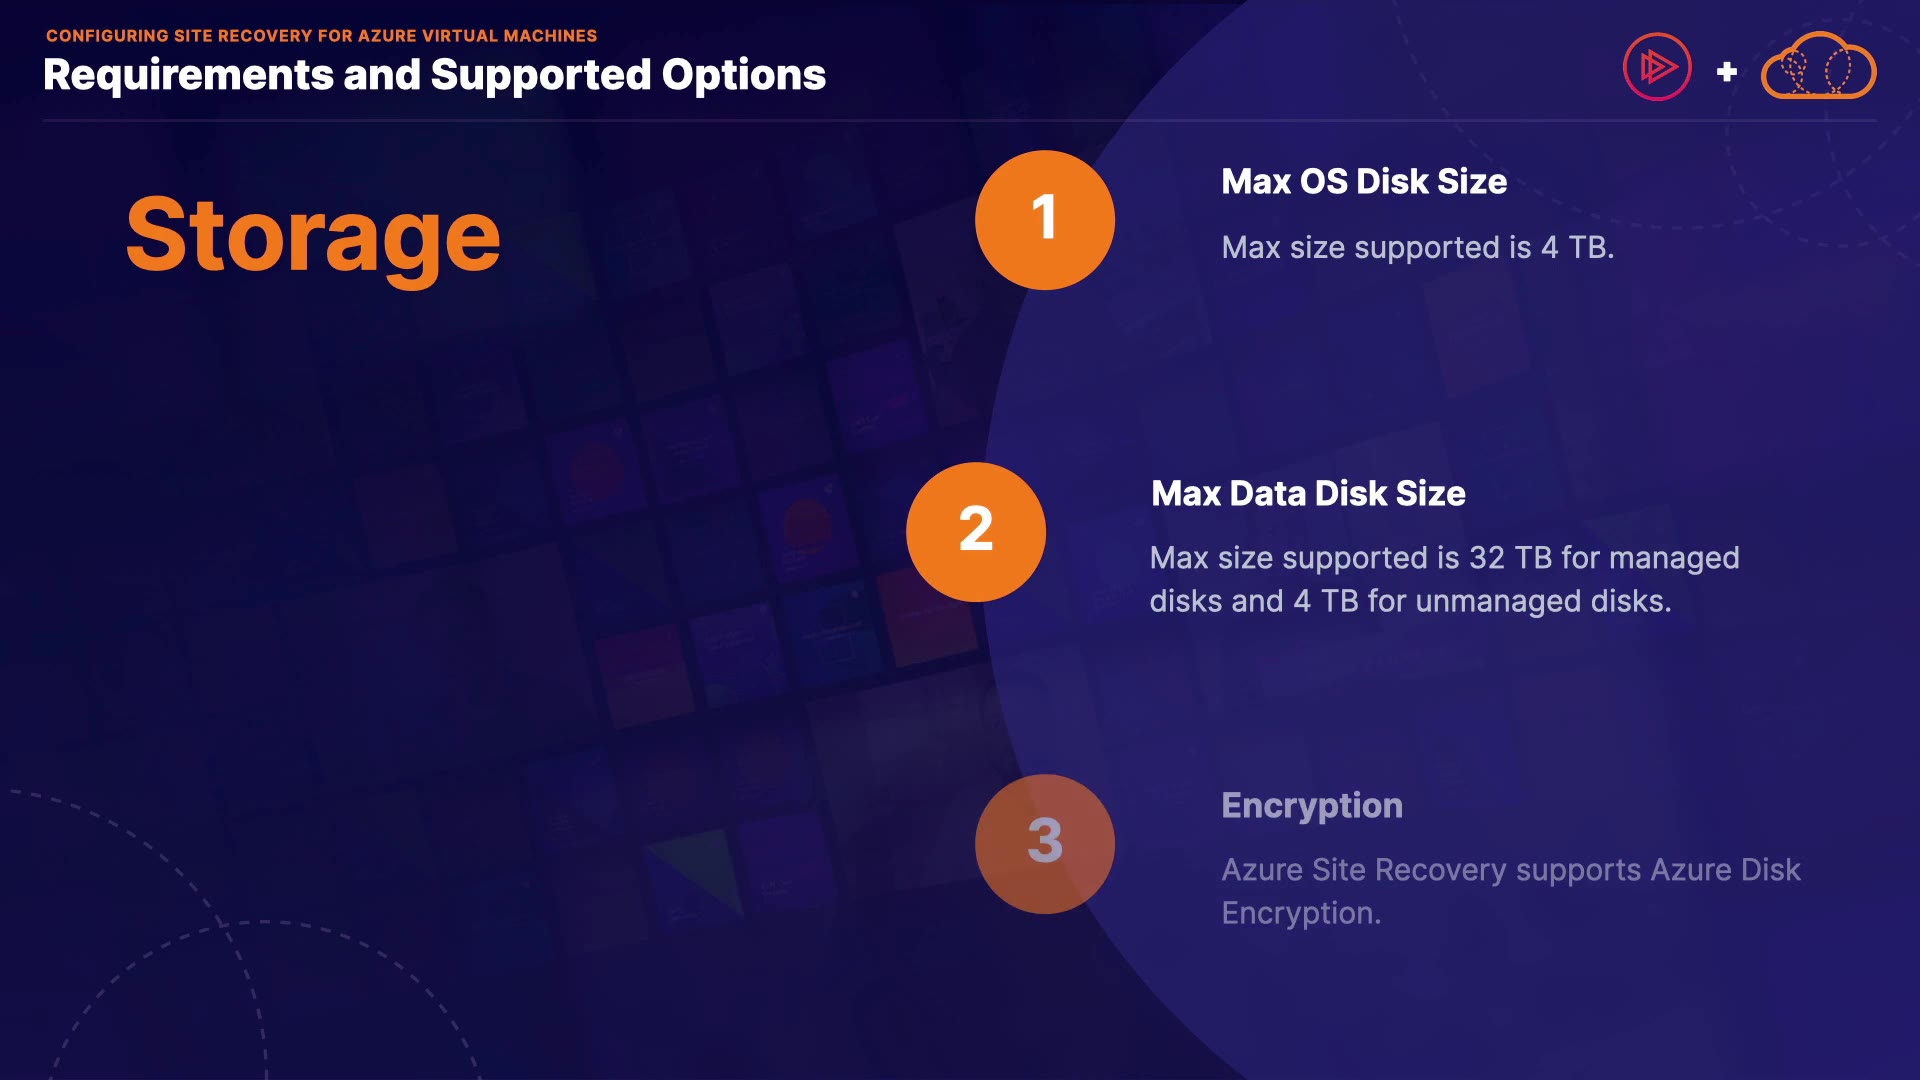 CONFIGURING SITE RECOVERY FOR AZURE VIRTUAL MACHINES
Requirements and Supported Options
Storage
1
Max OS Disk Size
Max size supported is 4 TB.
2
Max Data Disk Size
Max size supported is 32 TB for managed
disks and 4 TB for unmanaged disks.
3
Encryption
Azure Site Recovery supports Azure Disk
Encryption.